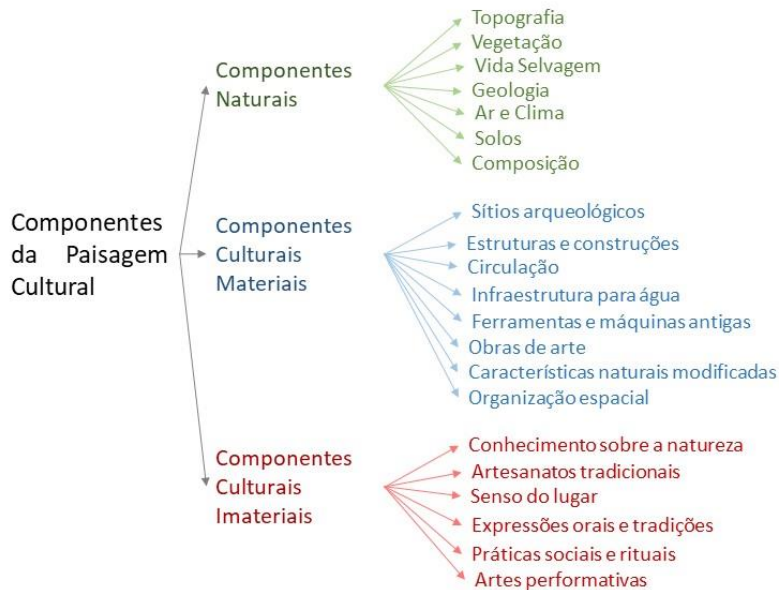 Componentes
da Paisagem
Cultural
Componentes
Naturais
Topografia
Vegetação
Vida Selvagem
Geologia
Ar e Clima
Solos
Composição
Componentes
Culturais
Materiais
Sítios arqueológicos
Estruturas e construções
Circulação
Infraestrutura para água
Ferramentas e máquinas antigas
Obras de arte
Características naturais modificadas
Organização espacial
Componentes
Culturais
Imateriais
Conhecimento sobre a natureza
Artesanatos tradicionais
Senso do lugar
Expressões orais e tradições
Práticas sociais e rituais
Artes performativas